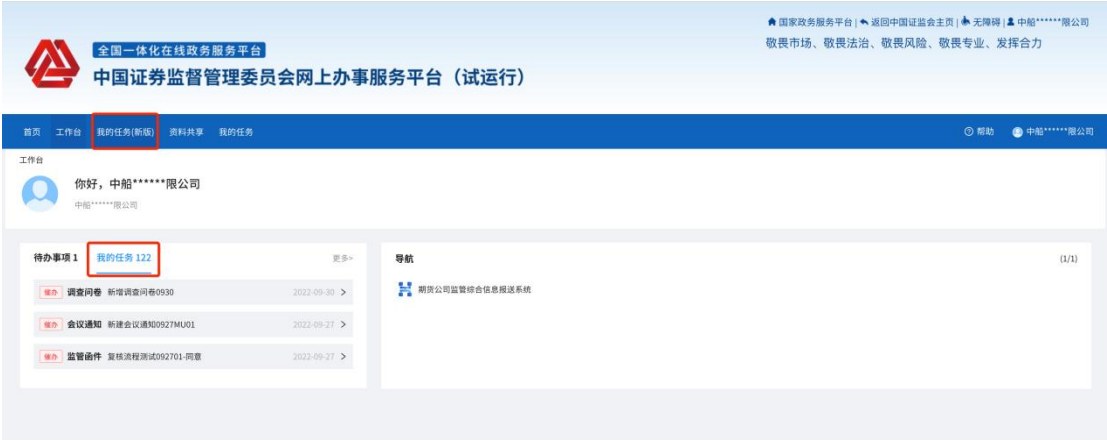 国家政务服务平台 | 返回中国证监会主页 | 无障碍 | 中船******限公司
敬畏市场、敬畏法治、敬畏风险、敬畏专业、发挥合力
全国一体化在线政务服务平台
中国证券监督管理委员会网上办事服务平台（试运行）
首页 工作台 我的任务(新版) 资料共享 我的任务 帮助 中船******限公司
工作台
你好，中船******限公司
中船******限公司
待办事项 1 我的任务 122 更多>
催办 调查问卷 新增调查问卷0930 2022-09-30 >
催办 会议通知 新建会议通知0927MU01 2022-09-27 >
催办 监管函件 复核流程测试092701-同意 2022-09-27 >
导航 (1/1)
期货公司监管综合信息报送系统